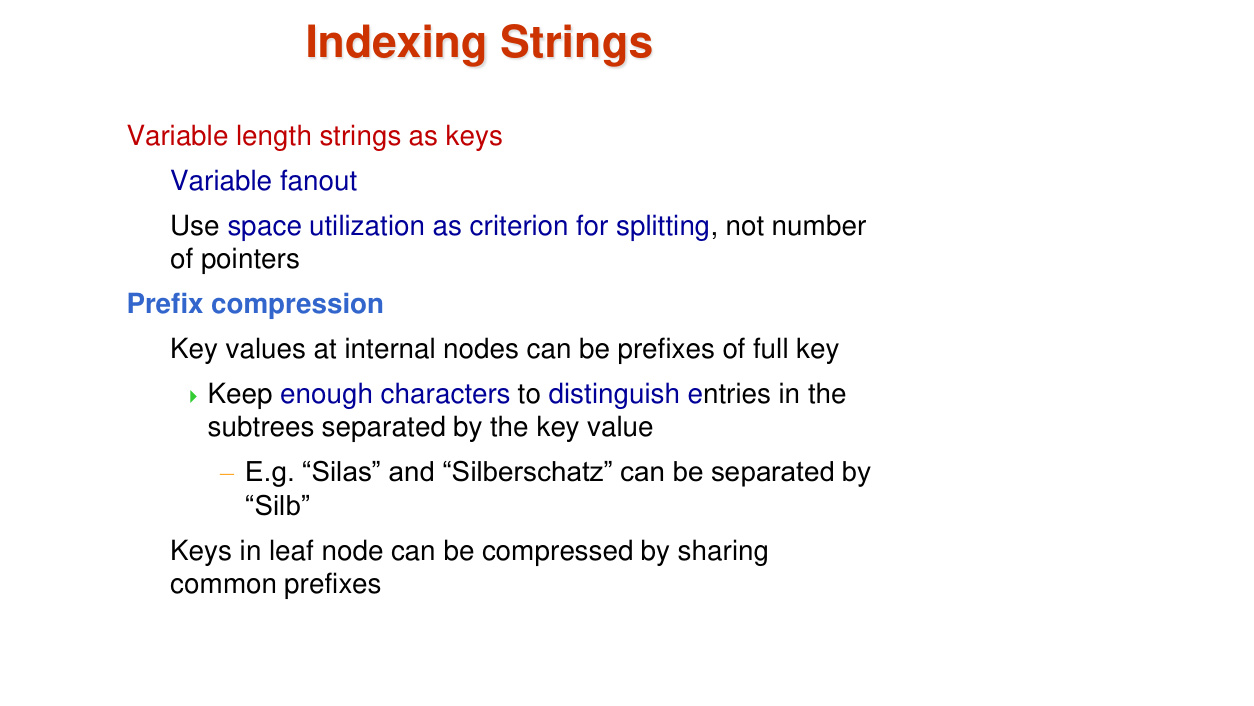 Indexing Strings
Variable length strings as keys
Variable fanout
Use space utilization as criterion for splitting, not number
of pointers
Prefix compression
Key values at internal nodes can be prefixes of full key
Keep enough characters to distinguish entries in the
subtrees separated by the key value
– E.g. “Silas” and “Silberschatz” can be separated by
“Silb”
Keys in leaf node can be compressed by sharing
common prefixes